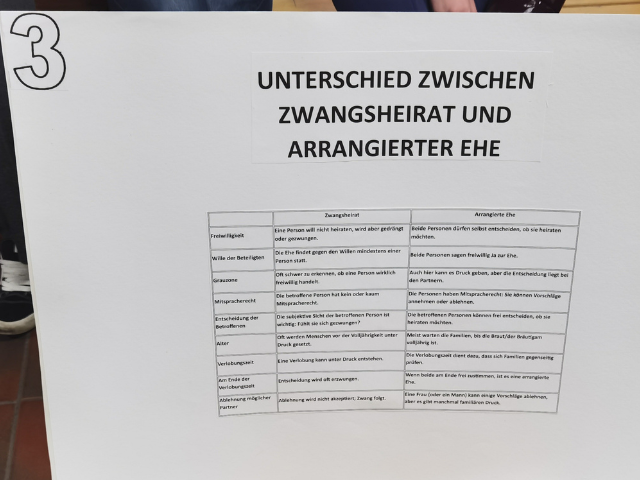 3
UNTERSCHIED ZWISCHEN
ZWANGSHEIRAT UND
ARRANGIERTER EHE
Zwangsheirat
Arrangierte Ehe
Freiwilligkeit
Eine Person will nicht heiraten, wird aber gedrängt
oder gezwungen.
Beide Personen dürfen selbst entscheiden, ob sie heiraten
möchten.
Wille der Beteiligten
Die Ehe findet gegen den Willen mindestens einer
Person statt.
Beide Personen sagen freiwillig Ja zur Ehe.
Grauzone
Oft schwer zu erkennen, ob eine Person wirklich
freiwillig handelt.
Auch hier kann es Druck geben, aber die Entscheidung liegt bei
den Partnern.
Mitspracherecht
Die betroffene Person hat kein oder kaum
Mitspracherecht.
Die Personen haben Mitspracherecht: Sie können Vorschläge
annehmen oder ablehnen.
Entscheidung der
Betroffenen
Die subjektive Sicht der betroffenen Person ist
wichtig: Fühlt sie sich gezwungen?
Die betroffenen Personen können frei entscheiden, ob sie
heiraten möchten.
Alter
Oft werden Menschen vor der Volljährigkeit unter
Druck gesetzt.
Meist warten die Familien, bis die Braut/der Bräutigam
volljährig ist.
Verlobungszeit
Eine Verlobung kann unter Druck entstehen.
Die Verlobungszeit dient dazu, dass sich Familien gegenseitig
prüfen.
Am Ende der
Verlobungszeit
Entscheidung wird oft erzwungen.
Wenn beide am Ende frei zustimmen, ist es eine arrangierte
Ehe.
Ablehnung möglicher
Partner
Ablehnung wird nicht akzeptiert, Zwang folgt.
Eine Frau (oder ein Mann) kann einige Vorschläge ablehnen,
aber es gibt manchmal familiären Druck.